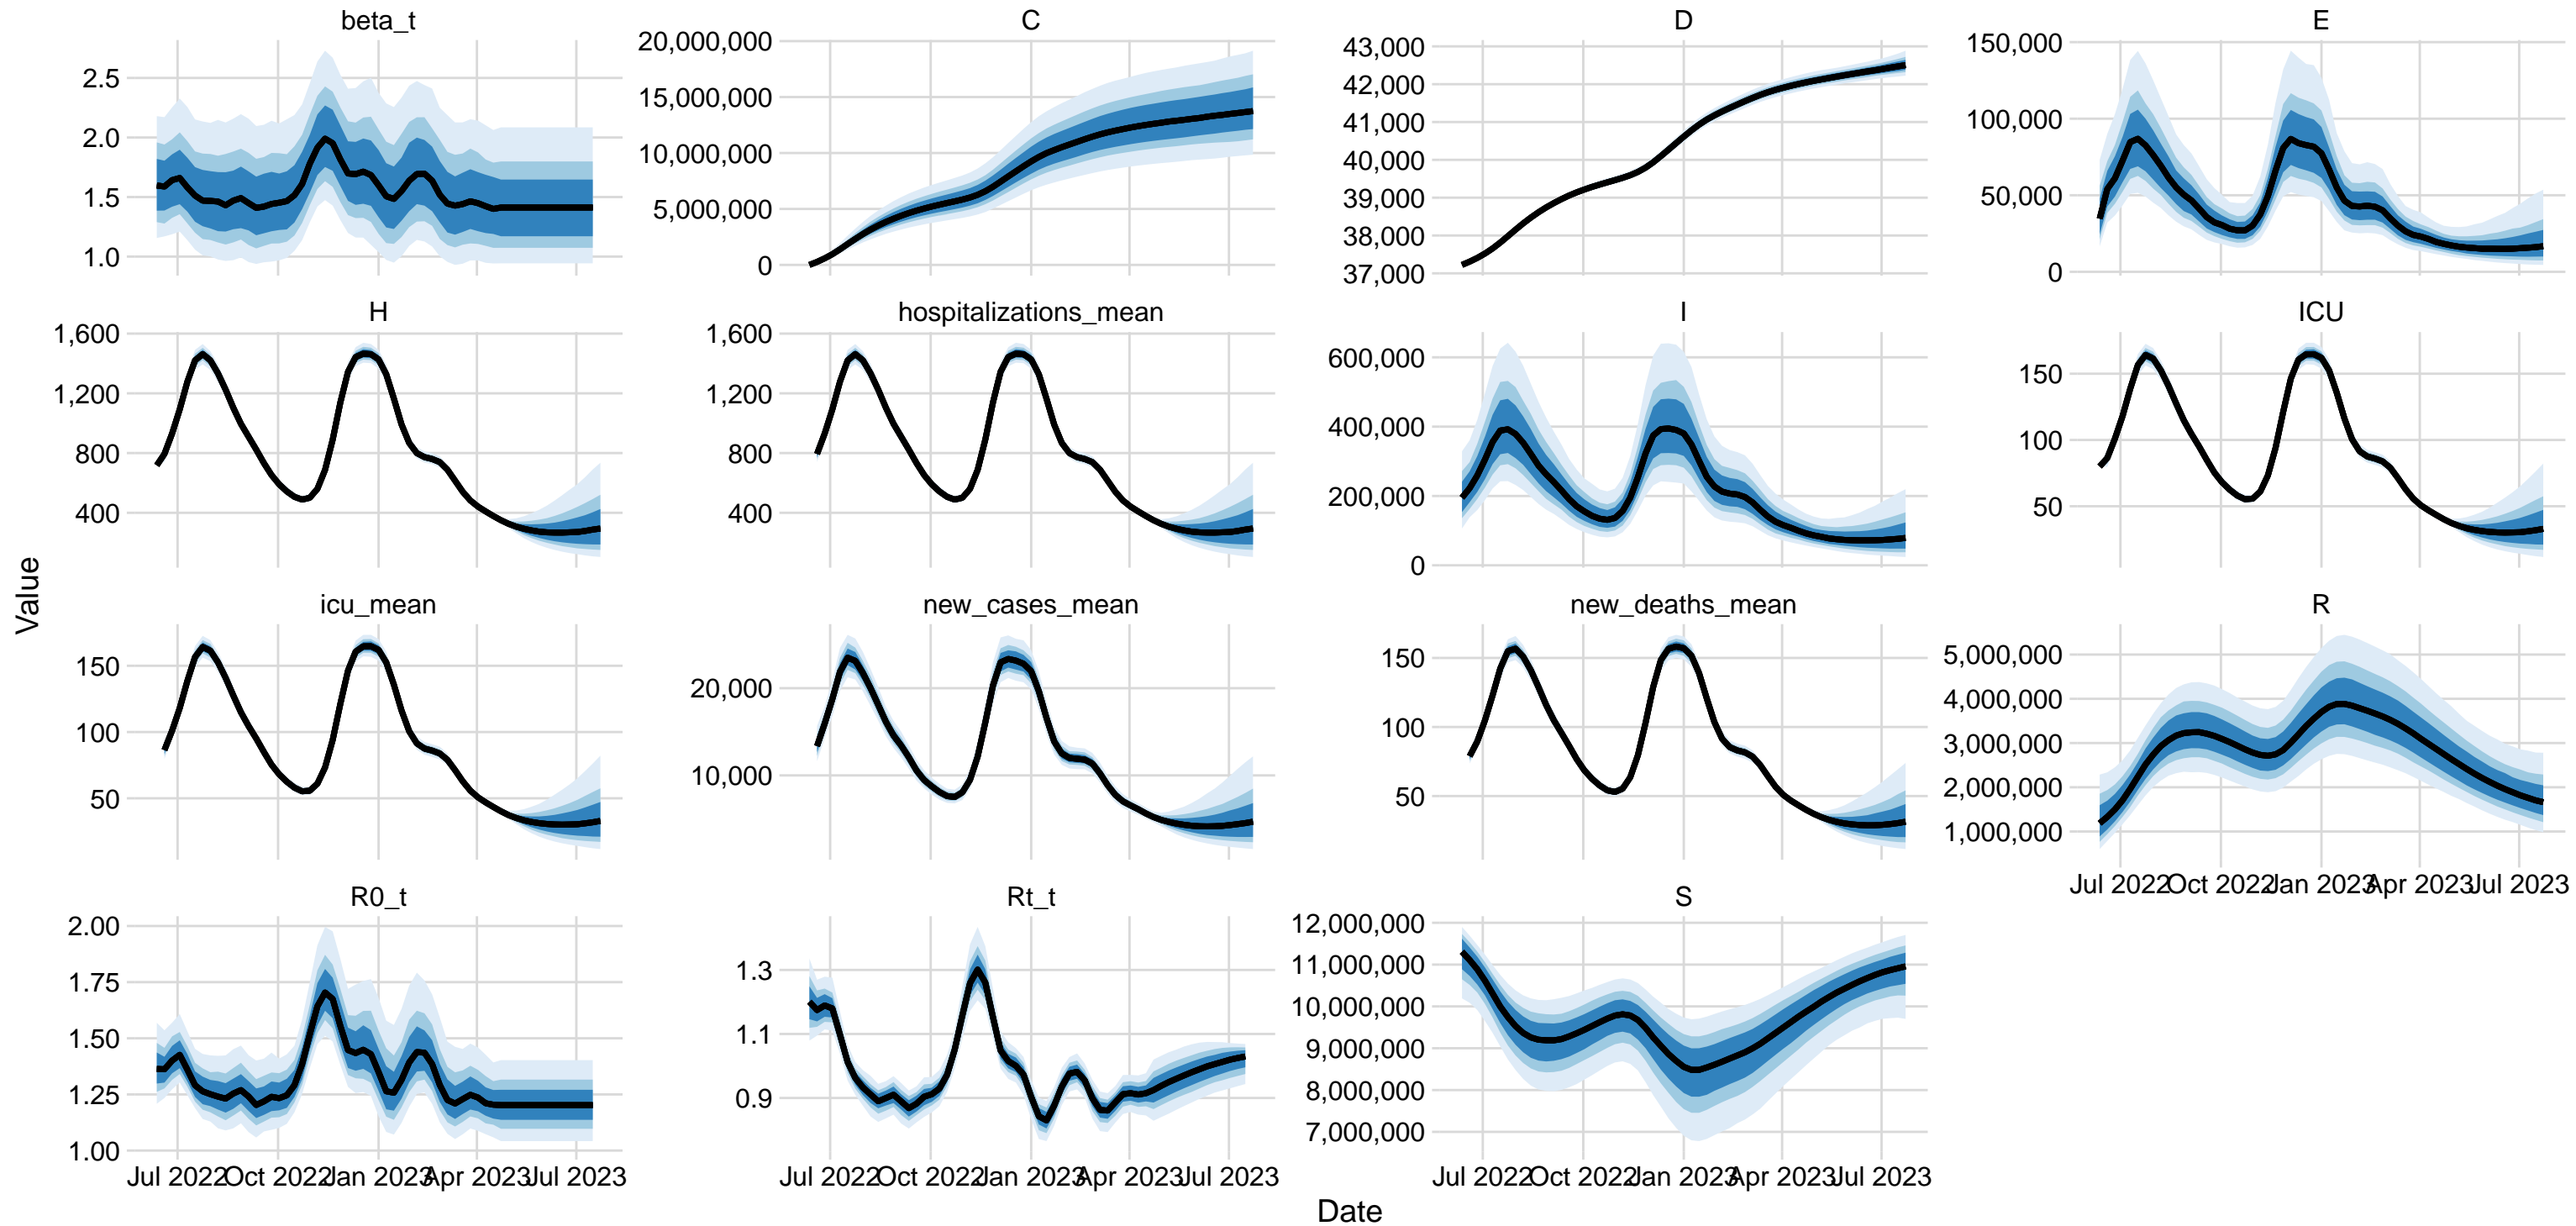 beta_t
2.5
2.0
1.5
1.0
C
20,000,000
15,000,000
10,000,000
5,000,000
0
D
43,000
42,000
41,000
40,000
39,000
38,000
37,000
E
150,000
100,000
50,000
0
H
1,600
1,200
800
400
hospitalizations_mean
1,600
1,200
800
400
I
600,000
400,000
200,000
0
ICU
150
100
50
Value
icu_mean
150
100
50
new_cases_mean
20,000
10,000
new_deaths_mean
150
100
50
R
5,000,000
4,000,000
3,000,000
2,000,000
1,000,000
Jul 2022 Oct 2022 Jan 2023 Apr 2023 Jul 2023
R0_t
2.00
1.75
1.50
1.25
1.00
Jul 2022 Oct 2022 Jan 2023 Apr 2023 Jul 2023
Rt_t
1.3
1.1
0.9
Jul 2022 Oct 2022 Jan 2023 Apr 2023 Jul 2023
S
12,000,000
11,000,000
10,000,000
9,000,000
8,000,000
7,000,000
Jul 2022 Oct 2022 Jan 2023 Apr 2023 Jul 2023
Date